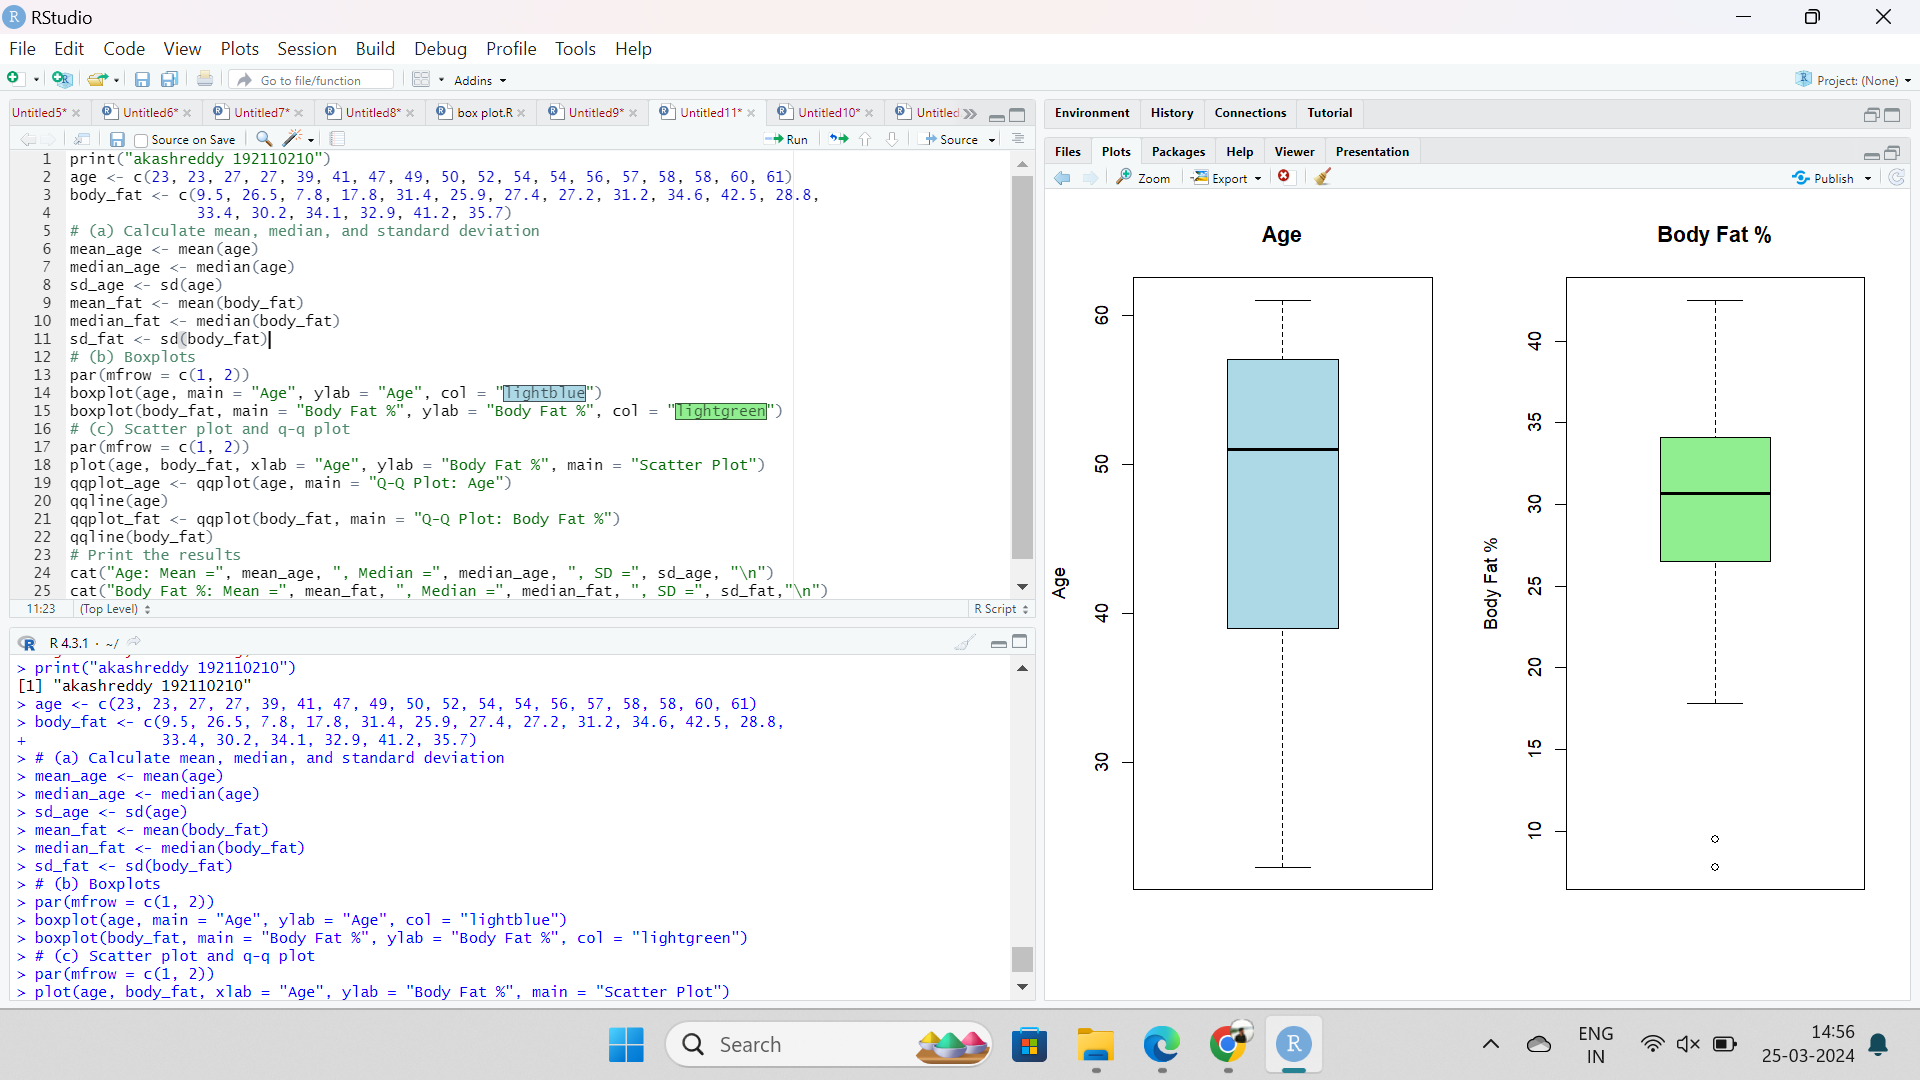 RStudio
File Edit Code View Plots Session Build Debug Profile Tools Help
Go to file/function Addins Project: (None)
Untitled5* Untitled6* Untitled7* Untitled8* box plot.R Untitled9* Untitled11* Untitled10* Untitled
Source on Save Run Source
1 print("akashreddy 192110210")
2 age <- c(23, 23, 27, 27, 39, 41, 47, 49, 50, 52, 54, 54, 56, 57, 58, 58, 60, 61)
3 body_fat <- c(9.5, 26.5, 7.8, 17.8, 31.4, 25.9, 27.4, 27.2, 31.2, 34.6, 42.5, 28.8,
4 33.4, 30.2, 34.1, 32.9, 41.2, 35.7)
5 # (a) Calculate mean, median, and standard deviation
6 mean_age <- mean(age)
7 median_age <- median(age)
8 sd_age <- sd(age)
9 mean_fat <- mean(body_fat)
10 median_fat <- median(body_fat)
11 sd_fat <- sd(body_fat)
12 # (b) Boxplots
13 par(mfrow = c(1, 2))
14 boxplot(age, main = "Age", ylab = "Age", col = "lightblue")
15 boxplot(body_fat, main = "Body Fat %", ylab = "Body Fat %", col = "lightgreen")
16 # (c) Scatter plot and q-q plot
17 par(mfrow = c(1, 2))
18 plot(age, body_fat, xlab = "Age", ylab = "Body Fat %", main = "Scatter Plot")
19 qqplot_age <- qqplot(age, main = "Q-Q Plot: Age")
20 qqline(age)
21 qqplot_fat <- qqplot(body_fat, main = "Q-Q Plot: Body Fat %")
22 qqline(body_fat)
23 # Print the results
24 cat("Age: Mean =", mean_age, ", Median =", median_age, ", SD =", sd_age, "\n")
25 cat("Body Fat %: Mean =", mean_fat, ", Median =", median_fat, ", SD =", sd_fat,"\n")
11:23 (Top Level) R Script
R 4.3.1 · ~/
> print("akashreddy 192110210")
[1] "akashreddy 192110210"
> age <- c(23, 23, 27, 27, 39, 41, 47, 49, 50, 52, 54, 54, 56, 57, 58, 58, 60, 61)
> body_fat <- c(9.5, 26.5, 7.8, 17.8, 31.4, 25.9, 27.4, 27.2, 31.2, 34.6, 42.5, 28.8,
+ 33.4, 30.2, 34.1, 32.9, 41.2, 35.7)
> # (a) Calculate mean, median, and standard deviation
> mean_age <- mean(age)
> median_age <- median(age)
> sd_age <- sd(age)
> mean_fat <- mean(body_fat)
> median_fat <- median(body_fat)
> sd_fat <- sd(body_fat)
> # (b) Boxplots
> par(mfrow = c(1, 2))
> boxplot(age, main = "Age", ylab = "Age", col = "lightblue")
> boxplot(body_fat, main = "Body Fat %", ylab = "Body Fat %", col = "lightgreen")
> # (c) Scatter plot and q-q plot
> par(mfrow = c(1, 2))
> plot(age, body_fat, xlab = "Age", ylab = "Body Fat %", main = "Scatter Plot")
Environment History Connections Tutorial
Files Plots Packages Help Viewer Presentation
Zoom Export Publish
Age
60
50
40
30
Age
Body Fat %
40
35
30
25
20
15
10
Body Fat %
Search
ENG
IN
14:56
25-03-2024